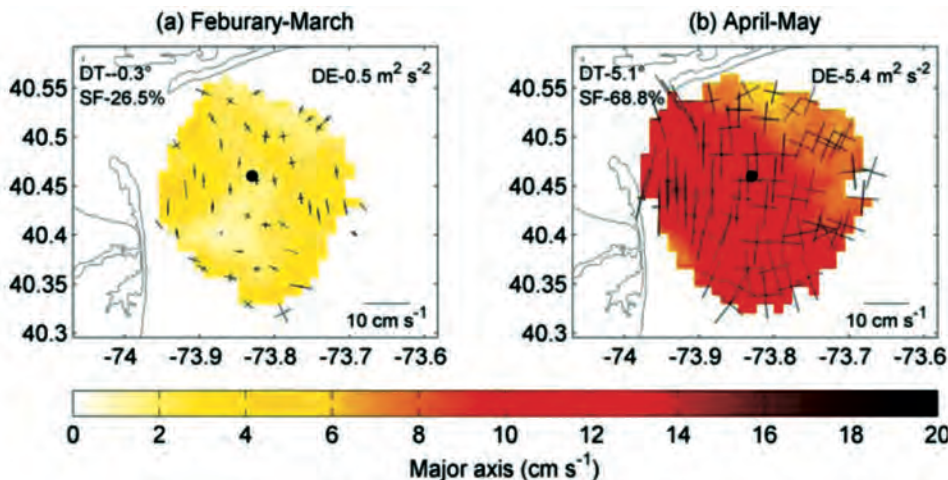 (a) Feburary-March
(b) April-May
DT--0.3°
DE-0.5 m² s⁻²
SF-26.5%
DT-5.1°
DE-5.4 m² s⁻²
SF-68.8%
40.55
40.5
40.45
40.4
40.35
40.3
10 cm s⁻¹
-74 -73.9 -73.8 -73.7 -73.6
40.55
40.5
40.45
40.4
40.35
40.3
10 cm s⁻¹
-74 -73.9 -73.8 -73.7 -73.6
0 2 4 6 8 10 12 14 16 18 20
Major axis (cm s⁻¹)